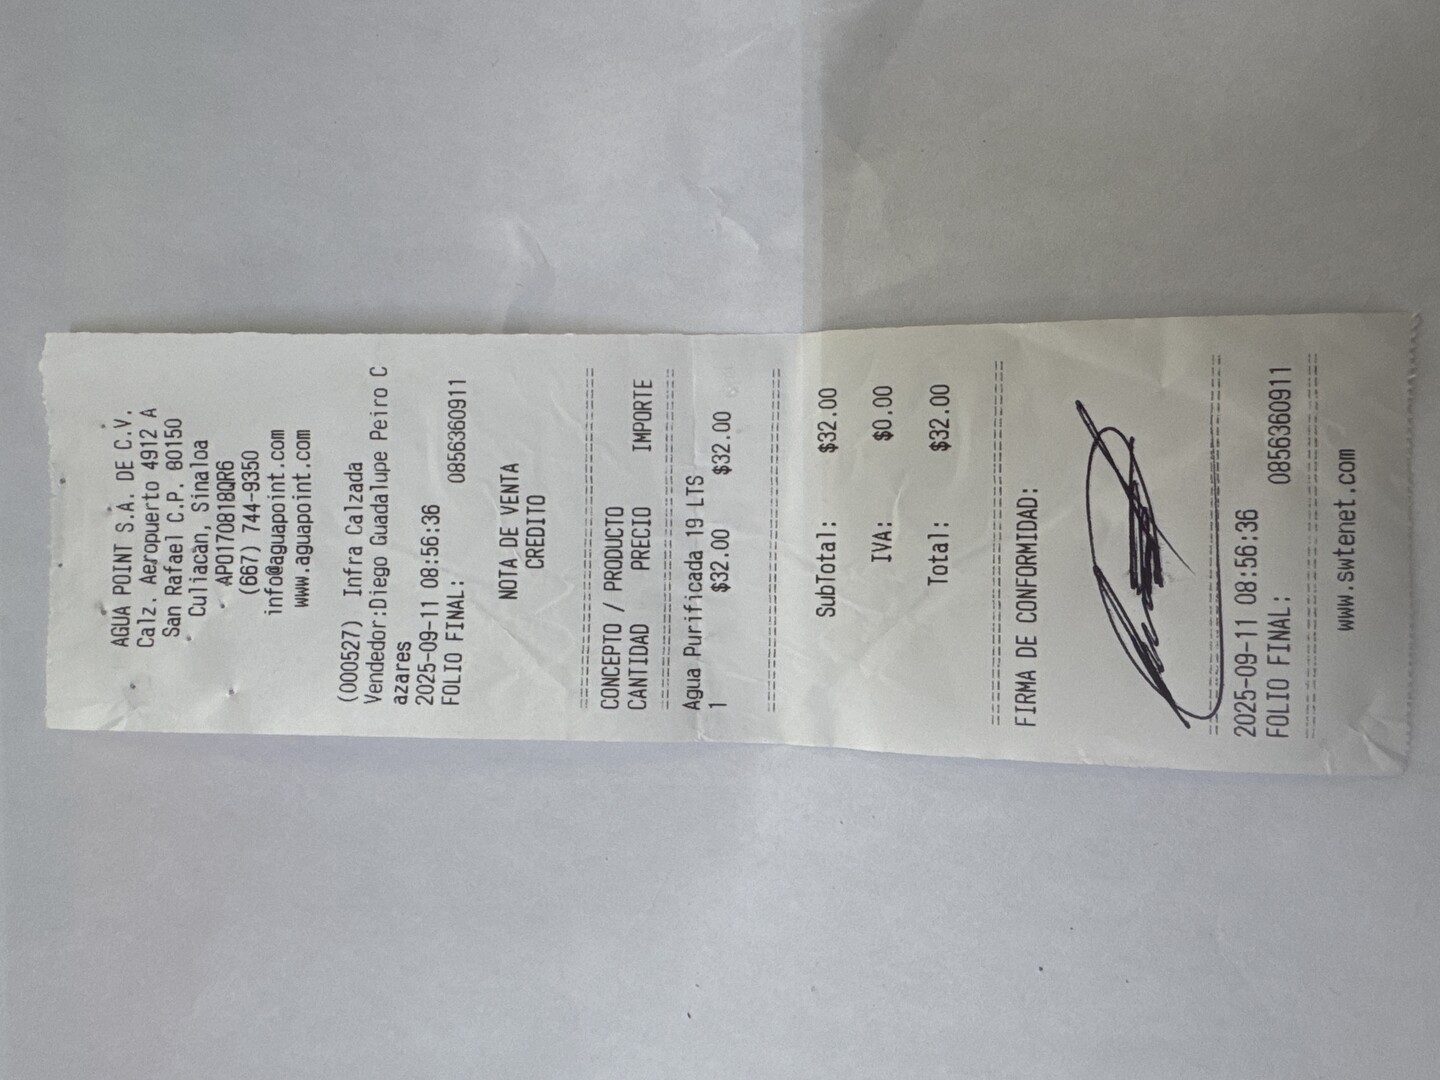 AGUA POINT S.A. DE C.V.
Calz. Aeropuerto 4912 A
San Rafael C.P. 80150
Culiacàn, Sinaloa
APO170818QR6
(667) 744-9350
info@aguapoint.com
www.aguapoint.com
(000527) Infra Calzada
Vendedor:Diego Guadalupe Peiro C
azares
2025-09-11 08:56:36
FOLIO FINAL: 0856360911
NOTA DE VENTA
CREDITO
================================
CONCEPTO / PRODUCTO
CANTIDAD PRECIO IMPORTE
================================
Agua Purificada 19 LTS
1 $32.00 $32.00
================================
SubTotal: $32.00
IVA: $0.00
Total: $32.00
================================
FIRMA DE CONFORMIDAD:
================================
2025-09-11 08:56:36
FOLIO FINAL: 0856360911
================================
www.swtenet.com